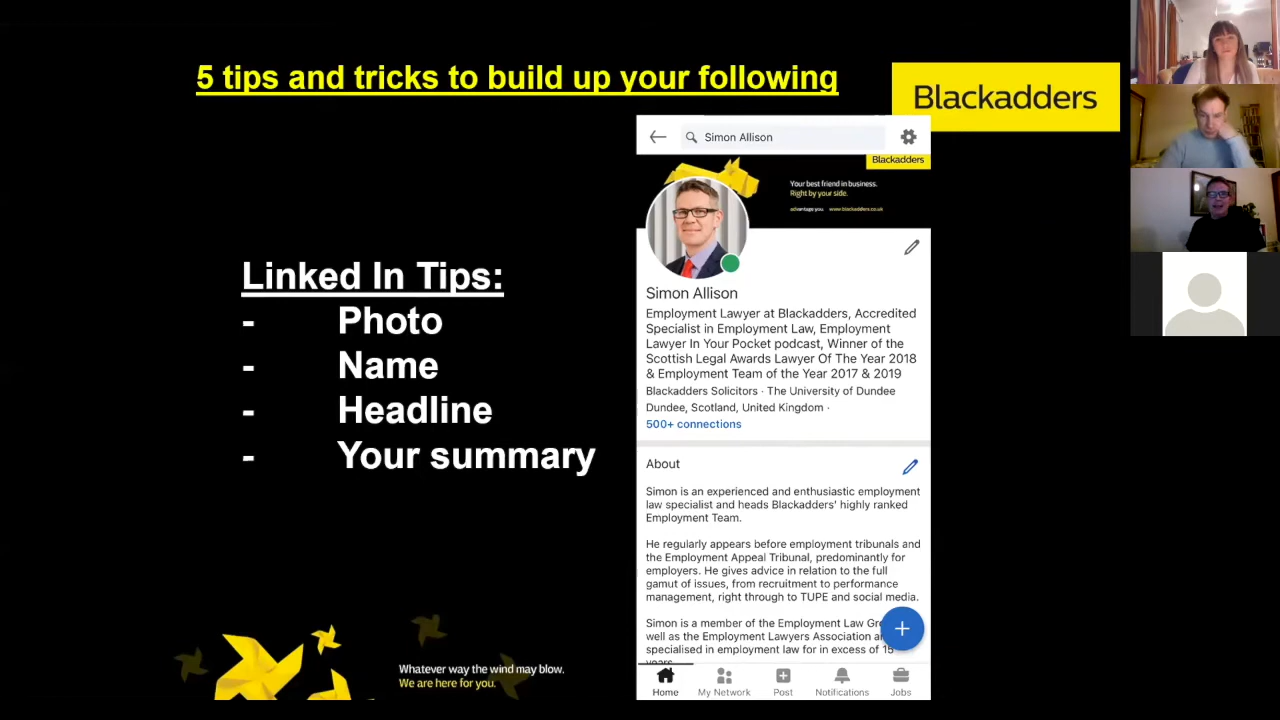 5 tips and tricks to build up your following
Blackadders
Linked In Tips:
- Photo
- Name
- Headline
- Your summary
Simon Allison
Blackadders
Your best friend in business.
Right by your side.
advantage you. www.blackadders.co.uk
Simon Allison
Employment Lawyer at Blackadders, Accredited
Specialist in Employment Law, Employment
Lawyer In Your Pocket podcast, Winner of the
Scottish Legal Awards Lawyer Of The Year 2018
& Employment Team of the Year 2017 & 2019
Blackadders Solicitors · The University of Dundee
Dundee, Scotland, United Kingdom ·
500+ connections
About
Simon is an experienced and enthusiastic employment
law specialist and heads Blackadders' highly ranked
Employment Team.
He regularly appears before employment tribunals and
the Employment Appeal Tribunal, predominantly for
employers. He gives advice in relation to the full
gamut of issues, from recruitment to performance
management, right through to TUPE and social media.
Simon is a member of the Employment Law
well as the Employment Lawyers Association
specialised in employment law for in excess of 15
years
Home My Network Post Notifications Jobs
Whatever way the wind may blow.
We are here for you.